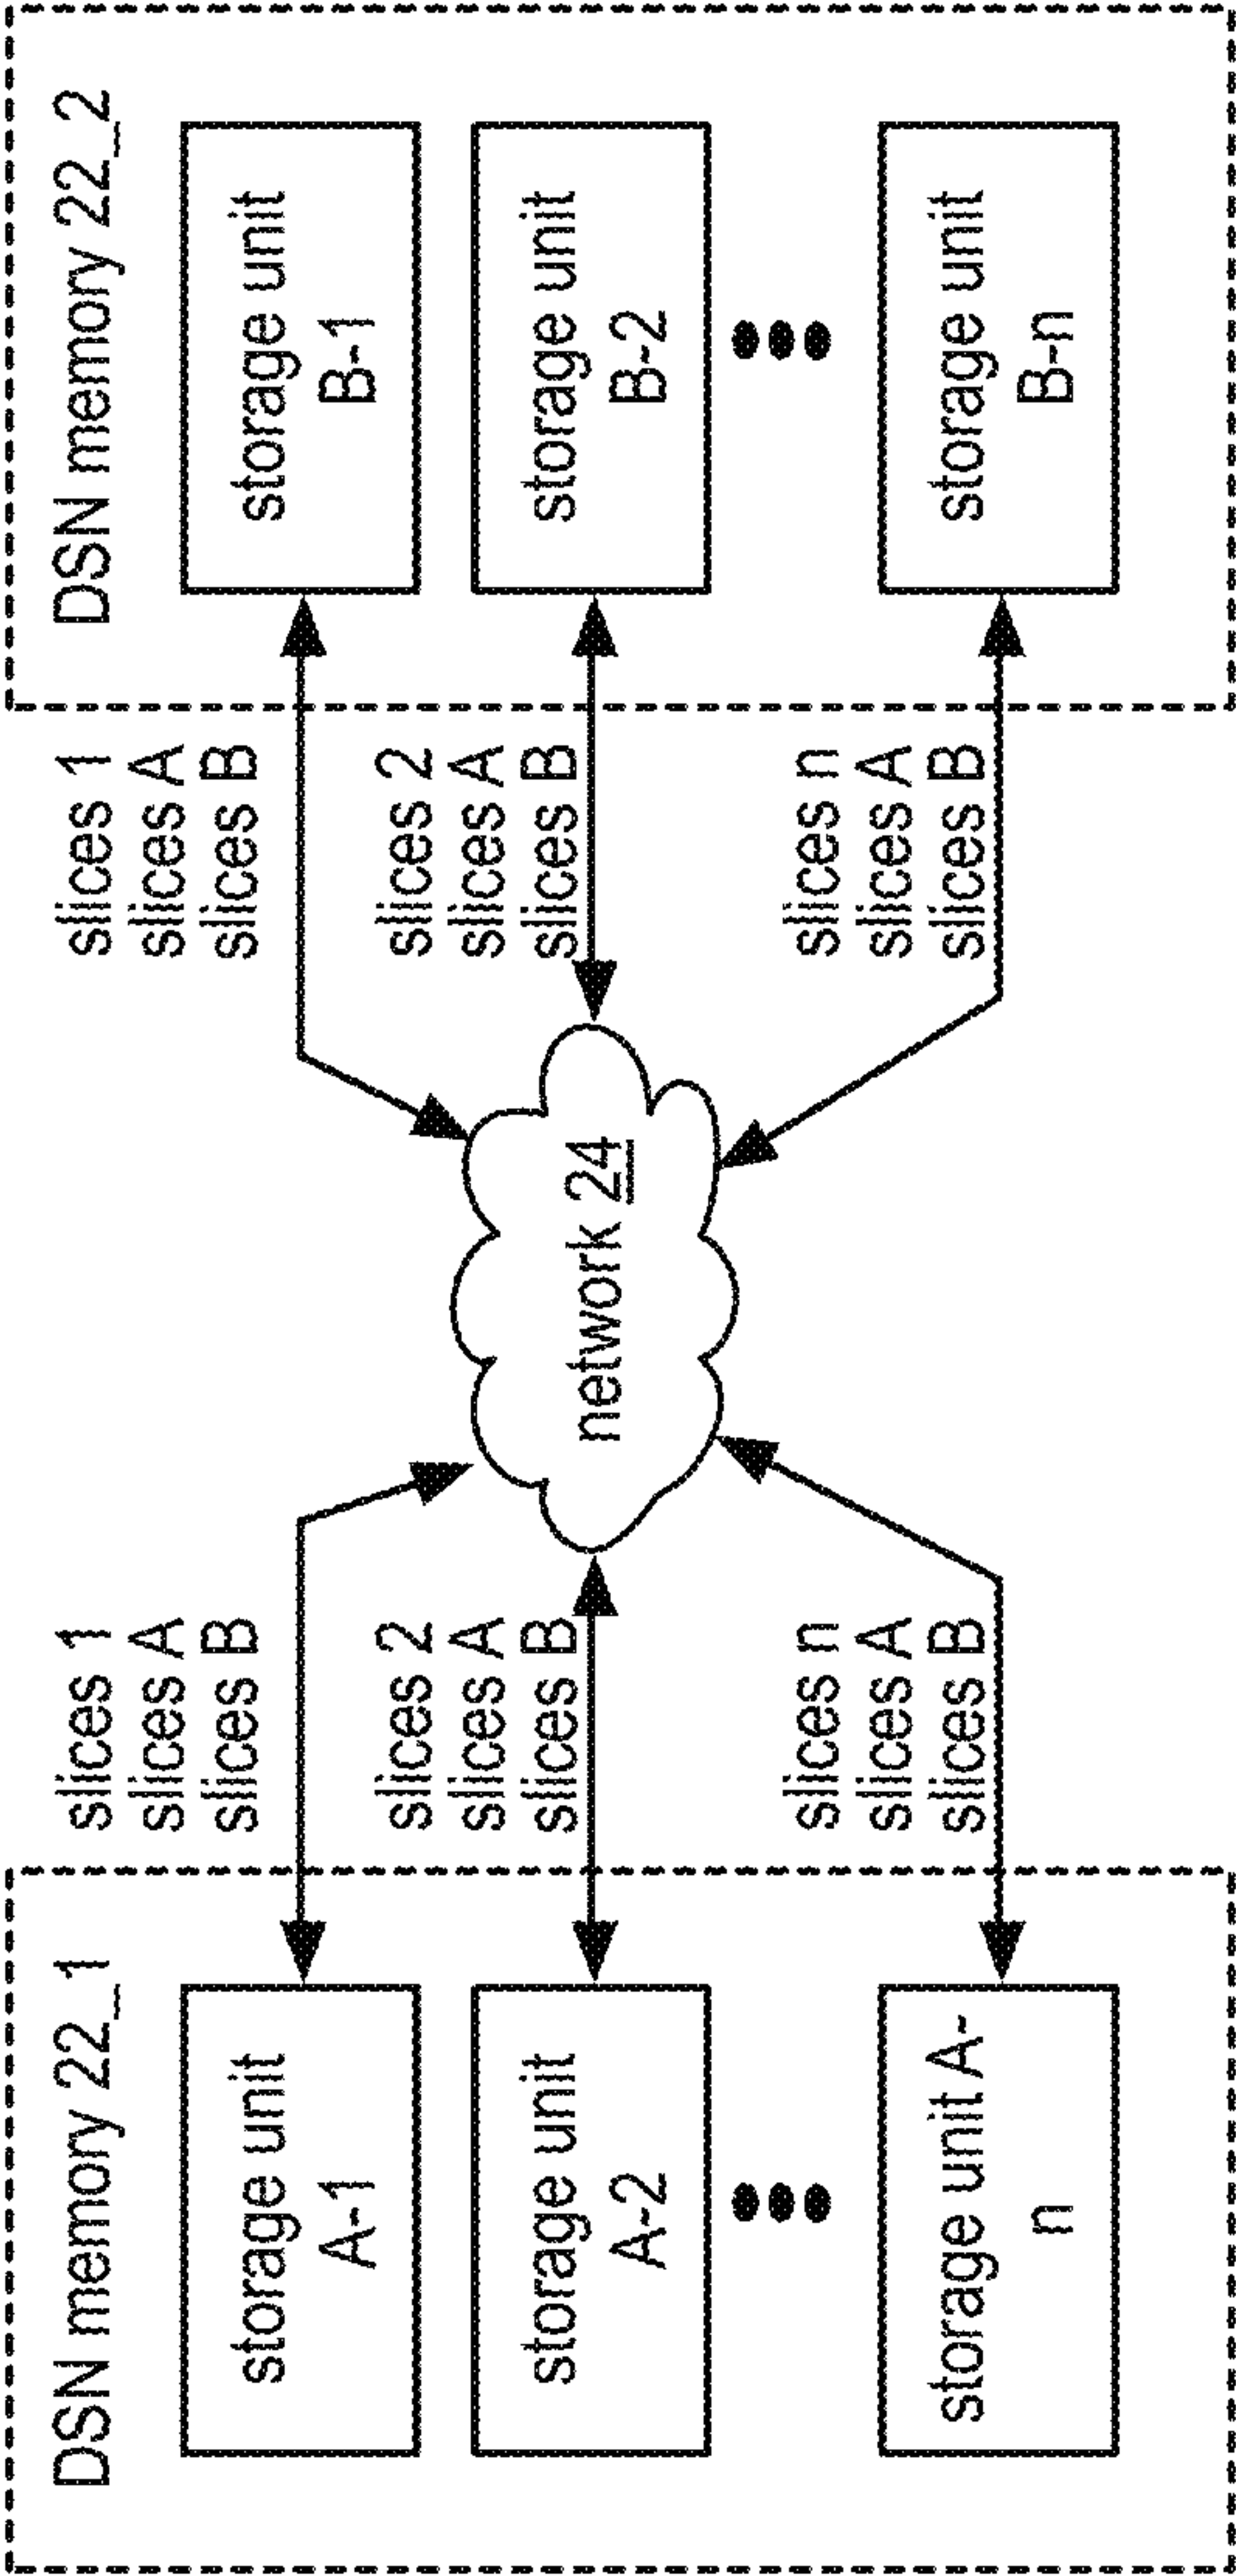 DSN memory 22_1
storage unit
A-1
storage unit
A-2
storage unit A-
n
slices 1
slices A
slices B
slices 2
slices A
slices B
slices n
slices A
slices B
network 24
slices 1
slices A
slices B
slices 2
slices A
slices B
slices n
slices A
slices B
DSN memory 22_2
storage unit
B-1
storage unit
B-2
storage unit
B-n